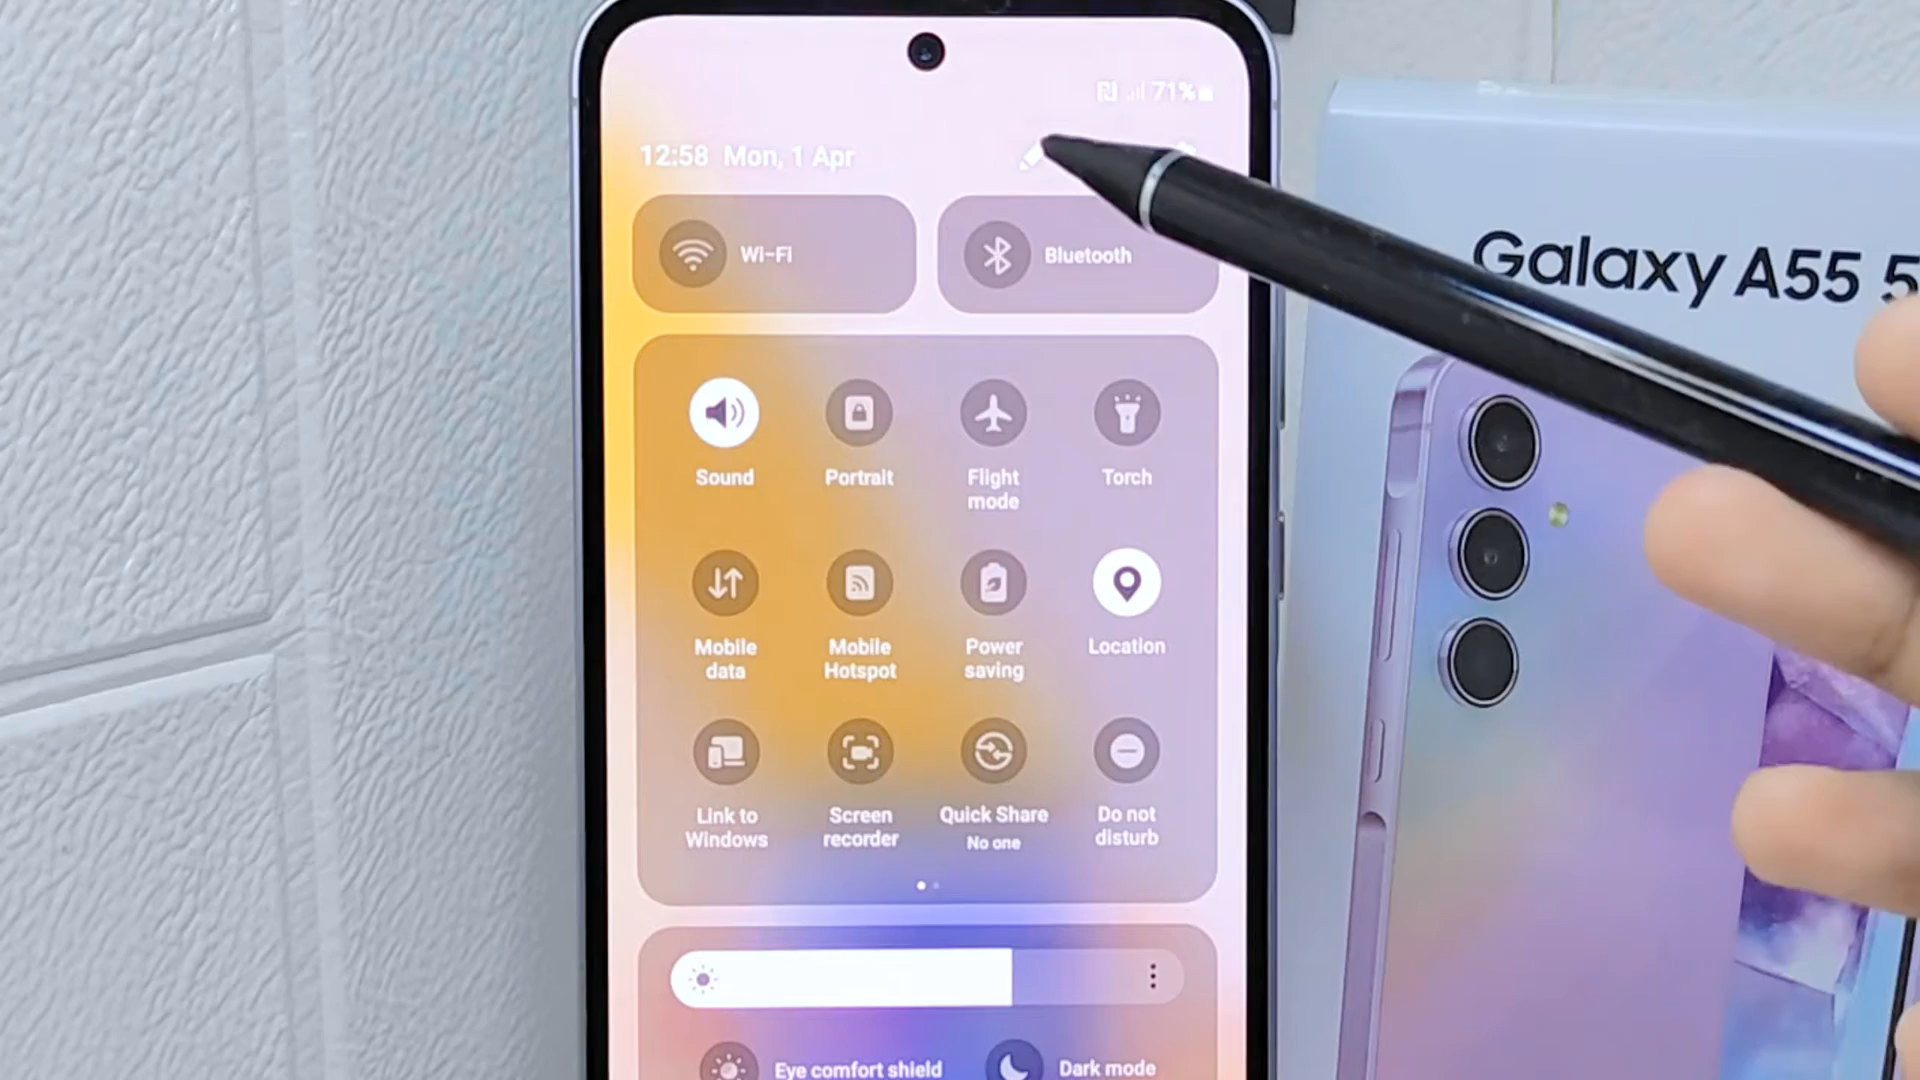 71%
12:58 Mon, 1 Apr
Wi-Fi
Bluetooth
Sound
Portrait
Flight
mode
Torch
Mobile
data
Mobile
Hotspot
Power
saving
Location
Link to
Windows
Screen
recorder
Quick Share
No one
Do not
disturb
Eye comfort shield
Dark mode
Galaxy A55 5